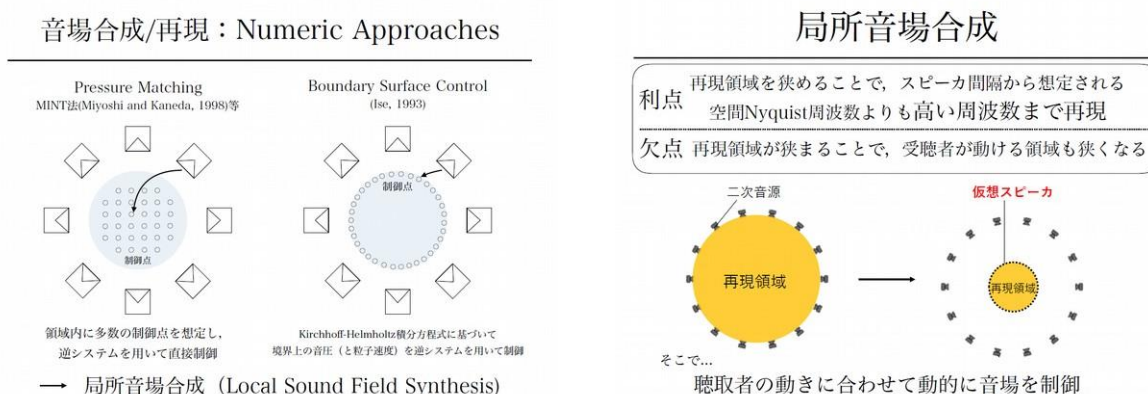 音場合成/再現：Numeric Approaches
Pressure Matching
MINT法(Miyoshi and Kaneda, 1998)等
制御点
領域内に多数の制御点を想定し，
逆システムを用いて直接制御
Boundary Surface Control
(Ise, 1993)
制御点
Kirchhoff-Helmholtz積分方程式に基づいて
境界上の音圧（と粒子速度）を逆システムを用いて制御
→ 局所音場合成（Local Sound Field Synthesis)
局所音場合成
利点 再現領域を狭めることで，スピーカ間隔から想定される
空間Nyquist周波数よりも高い周波数まで再現
欠点 再現領域が狭まることで，受聴者が動ける領域も狭くなる
二次音源
再現領域
仮想スピーカ
再現領域
そこで...
聴取者の動きに合わせて動的に音場を制御